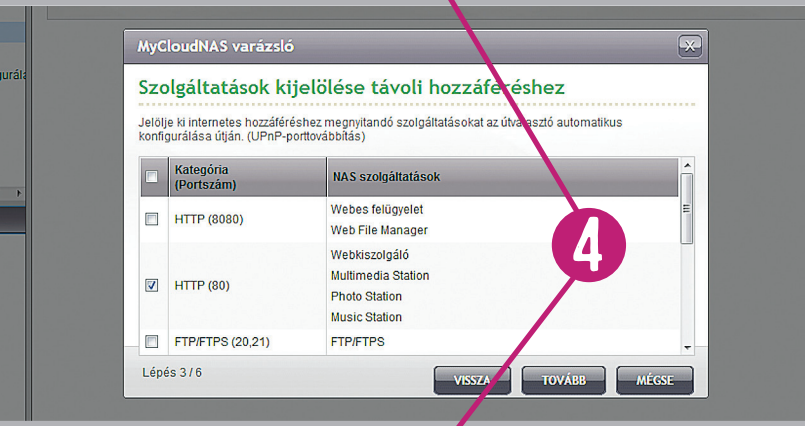 gurála
MyCloudNAS varázsló
Szolgáltatások kijelölése távoli hozzáféréshez
Jelölje ki internetes hozzáféréshez megnyitandó szolgáltatásokat az útválasztó automatikus
konfigurálása útján. (UPnP-porttovábbítás)
Kategória
(Portszám)
NAS szolgáltatások
HTTP (8080)
Webes felügyelet
Web File Manager
HTTP (80)
Webkiszolgáló
Multimedia Station
Photo Station
Music Station
FTP/FTPS (20,21)
FTP/FTPS
4
Lépés 3 / 6
VISSZA
TOVÁBB
MÉGSE